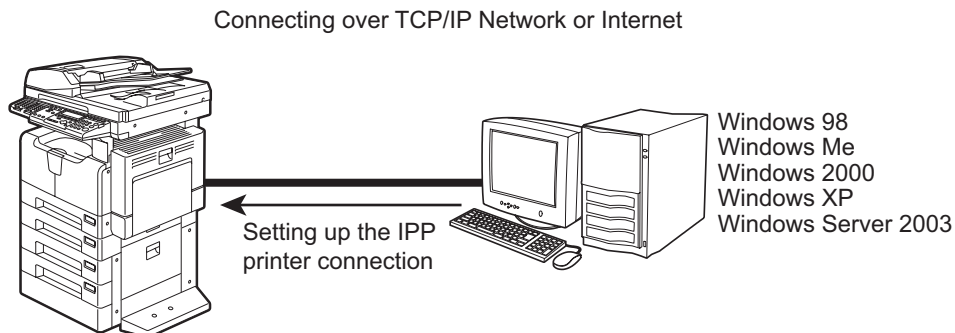 Connecting over TCP/IP Network or Internet
Windows 98
Windows Me
Windows 2000
Windows XP
Windows Server 2003
Setting up the IPP
printer connection